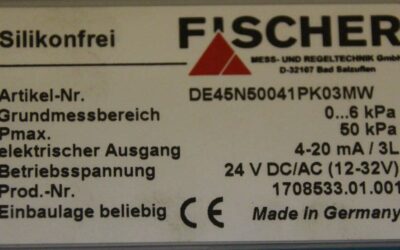 Silikonfrei FISCHER
MESS- UND REGELTECHNIK GmbH
D-32107 Bad Salzuflen
Artikel-Nr. DE45N50041PK03MW
Grundmessbereich 0...6 kPa
Pmax. 50 kPa
elektrischer Ausgang 4-20 mA / 3L
Betriebsspannung 24 V DC/AC (12-32V)
Prod.-Nr. 1708533.01.001
Einbaulage beliebig CE Made in Germany